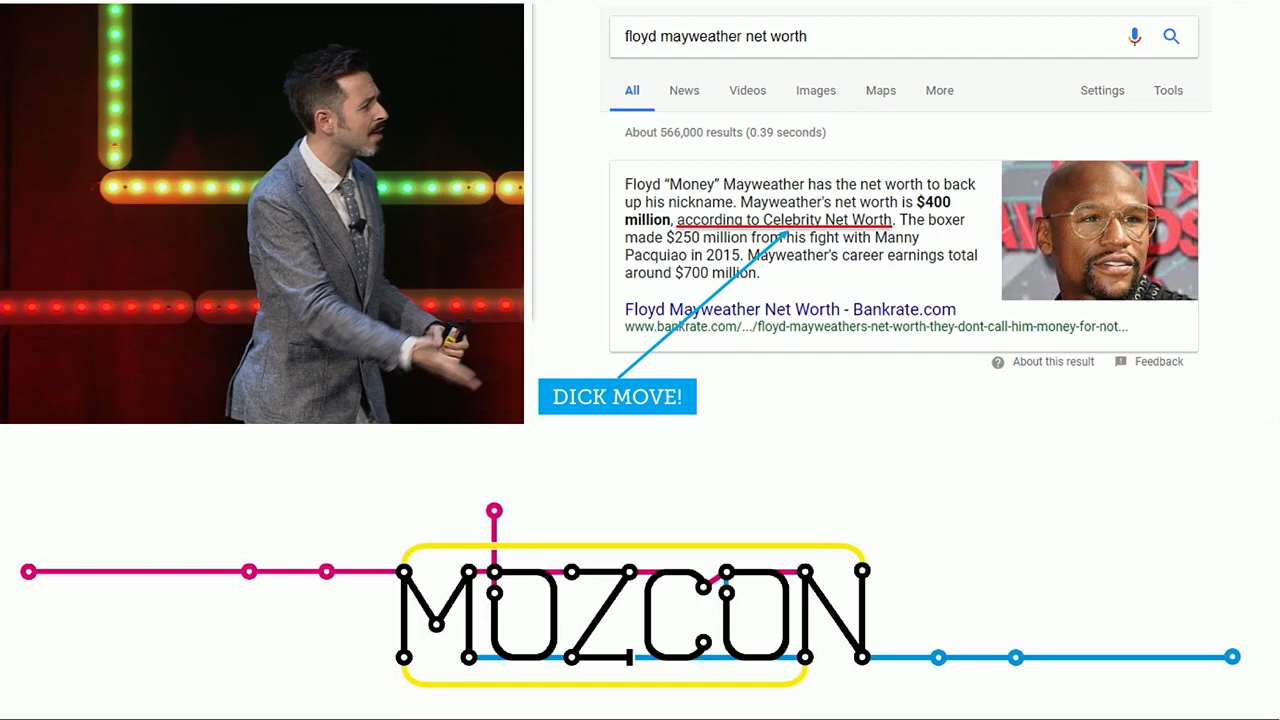 floyd mayweather net worth
All News Videos Images Maps More Settings Tools
About 566,000 results (0.39 seconds)
Floyd “Money” Mayweather has the net worth to back
up his nickname. Mayweather's net worth is $400
million, according to Celebrity Net Worth. The boxer
made $250 million from his fight with Manny
Pacquiao in 2015. Mayweather's career earnings total
around $700 million.
Floyd Mayweather Net Worth - Bankrate.com
www.bankrate.com/.../floyd-mayweathers-net-worth-they-dont-call-him-money-for-not...
About this result Feedback
DICK MOVE!
MOZCON